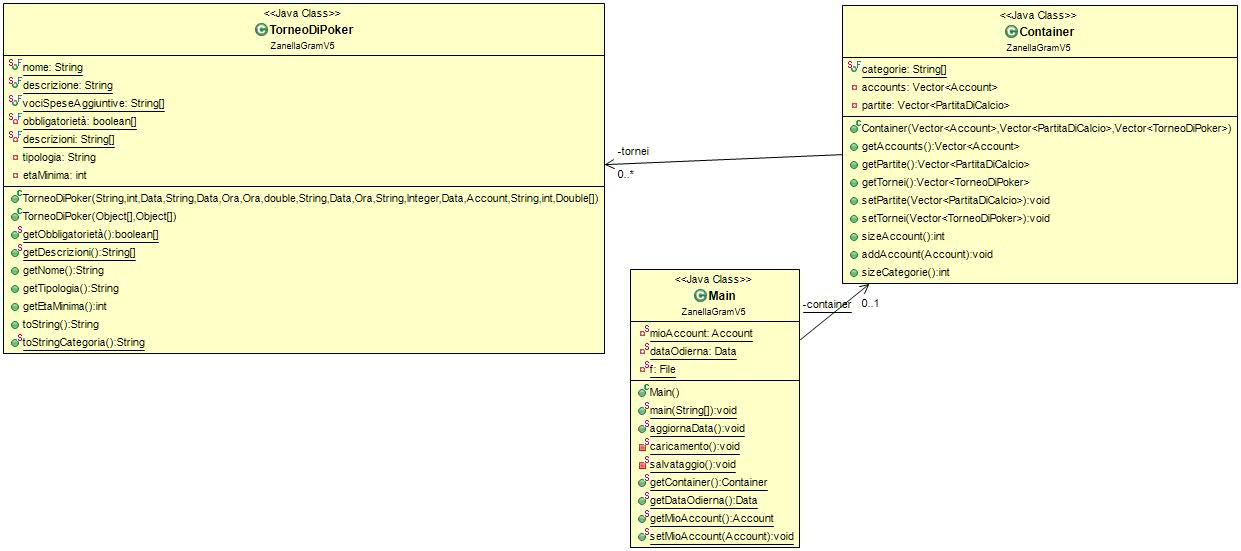 <<Java Class>>
TorneoDiPoker
ZanellaGramV5
nome: String
descrizione: String
vociSpeseAggiuntive: String[]
obbligatorietà: boolean[]
descrizioni: String[]
tipologia: String
etaMinima: int
TorneoDiPoker(String,int,Data,String,Data,Ora,Ora,double,String,Data,Ora,String,Integer,Data,Account,String,int,Double[])
TorneoDiPoker(Object[],Object[])
getObbligatorietà():boolean[]
getDescrizioni():String[]
getNome():String
getTipologia():String
getEtaMinima():int
toString():String
toStringCategoria():String
-tornei
0..*
<<Java Class>>
Container
ZanellaGramV5
categorie: String[]
accounts: Vector<Account>
partite: Vector<PartitaDiCalcio>
Container(Vector<Account>,Vector<PartitaDiCalcio>,Vector<TorneoDiPoker>)
getAccounts():Vector<Account>
getPartite():Vector<PartitaDiCalcio>
getTornei():Vector<TorneoDiPoker>
setPartite(Vector<PartitaDiCalcio>):void
setTornei(Vector<TorneoDiPoker>):void
sizeAccount():int
addAccount(Account):void
sizeCategorie():int
<<Java Class>>
Main
ZanellaGramV5
mioAccount: Account
dataOdierna: Data
f: File
Main()
main(String[]):void
aggiornaData():void
caricamento():void
salvataggio():void
getContainer():Container
getDataOdierna():Data
getMioAccount():Account
setMioAccount(Account):void
-container
0..1